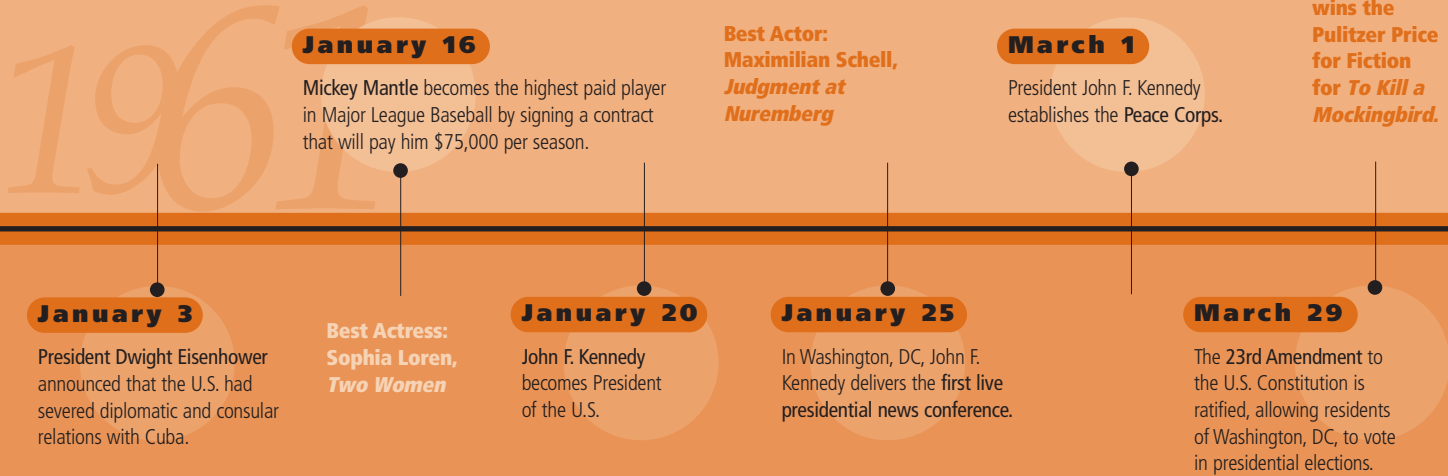 1961
January 16
Mickey Mantle becomes the highest paid player
in Major League Baseball by signing a contract
that will pay him $75,000 per season.
Best Actor:
Maximilian Schell,
Judgment at
Nuremberg
March 1
President John F. Kennedy
establishes the Peace Corps.
wins the
Pulitzer Price
for Fiction
for To Kill a
Mockingbird.
January 3
President Dwight Eisenhower
announced that the U.S. had
severed diplomatic and consular
relations with Cuba.
Best Actress:
Sophia Loren,
Two Women
January 20
John F. Kennedy
becomes President
of the U.S.
January 25
In Washington, DC, John F.
Kennedy delivers the first live
presidential news conference.
March 29
The 23rd Amendment to
the U.S. Constitution is
ratified, allowing residents
of Washington, DC, to vote
in presidential elections.